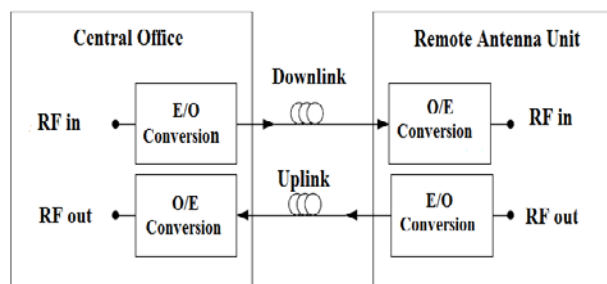 Central Office
Remote Antenna Unit
Downlink
RF in
E/O
Conversion
O/E
Conversion
RF in
Uplink
RF out
O/E
Conversion
E/O
Conversion
RF out